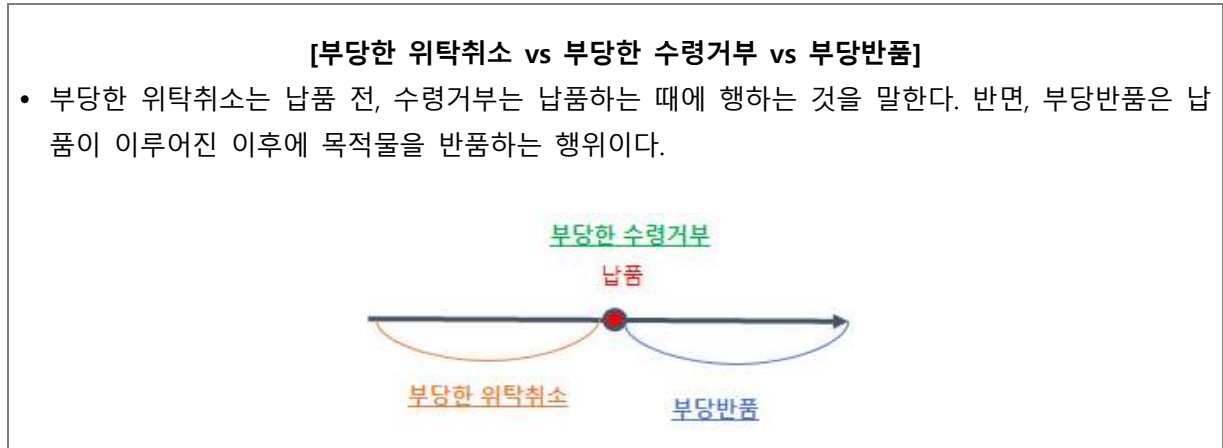 [부당한 위탁취소 vs 부당한 수령거부 vs 부당반품]
• 부당한 위탁취소는 납품 전, 수령거부는 납품하는 때에 행하는 것을 말한다. 반면, 부당반품은 납
품이 이루어진 이후에 목적물을 반품하는 행위이다.
부당한 수령거부
납품
부당한 위탁취소
부당반품